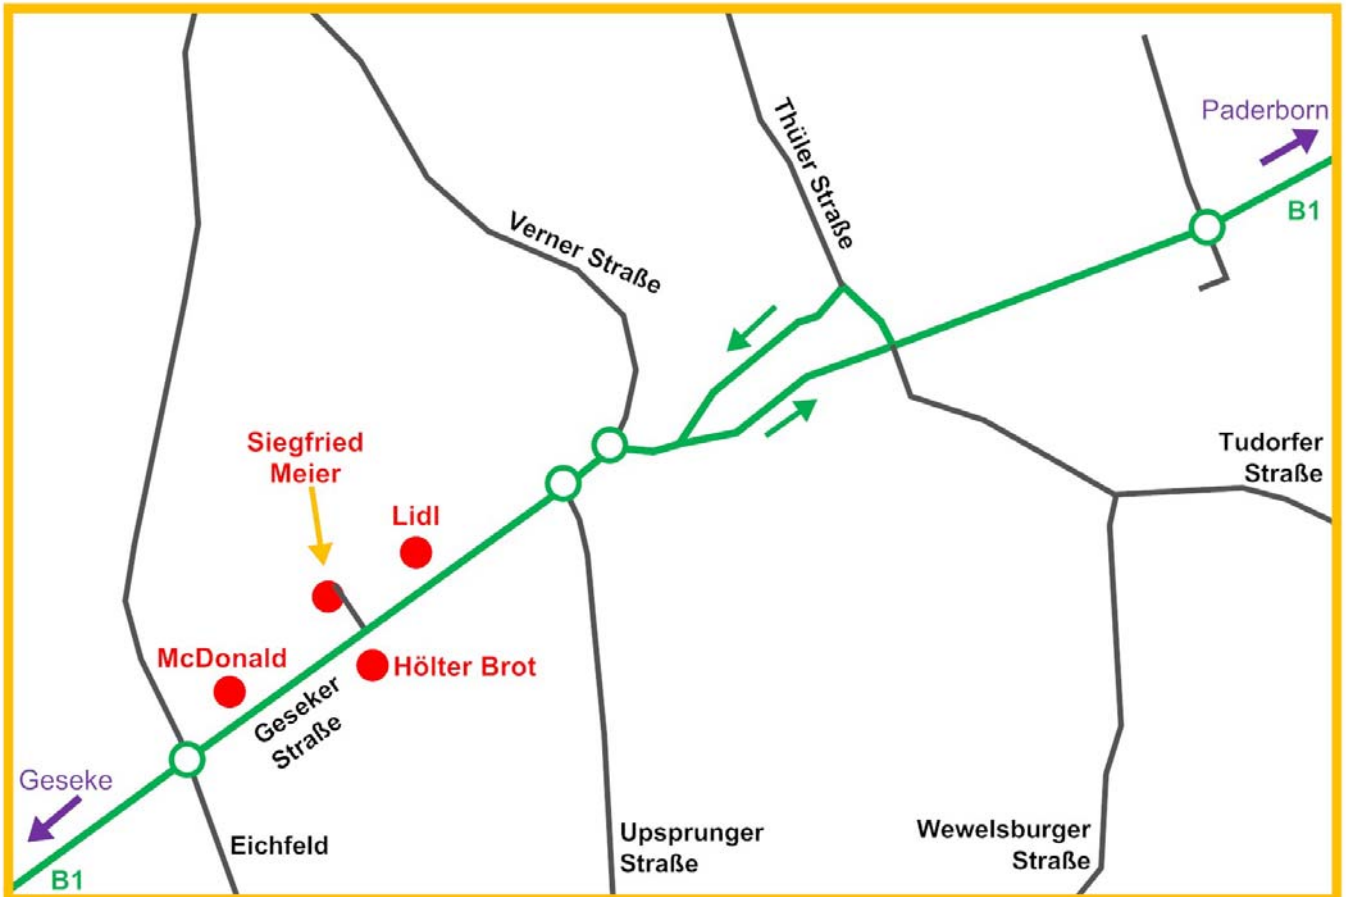 Paderborn
Thüler Straße
B1
Verner Straße
Siegfried
Meier
Tudorfer
Straße
Lidl
McDonald
Hölter Brot
Geseker
Straße
Geseke
B1
Eichfeld
Upsprunger
Straße
Wewelsburger
Straße